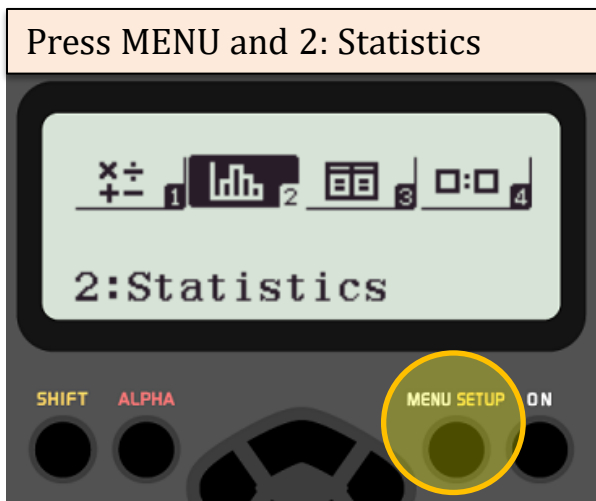 Press MENU and 2: Statistics
×÷
+−
1
2
3
4
2:Statistics
SHIFT ALPHA MENU SETUP ON